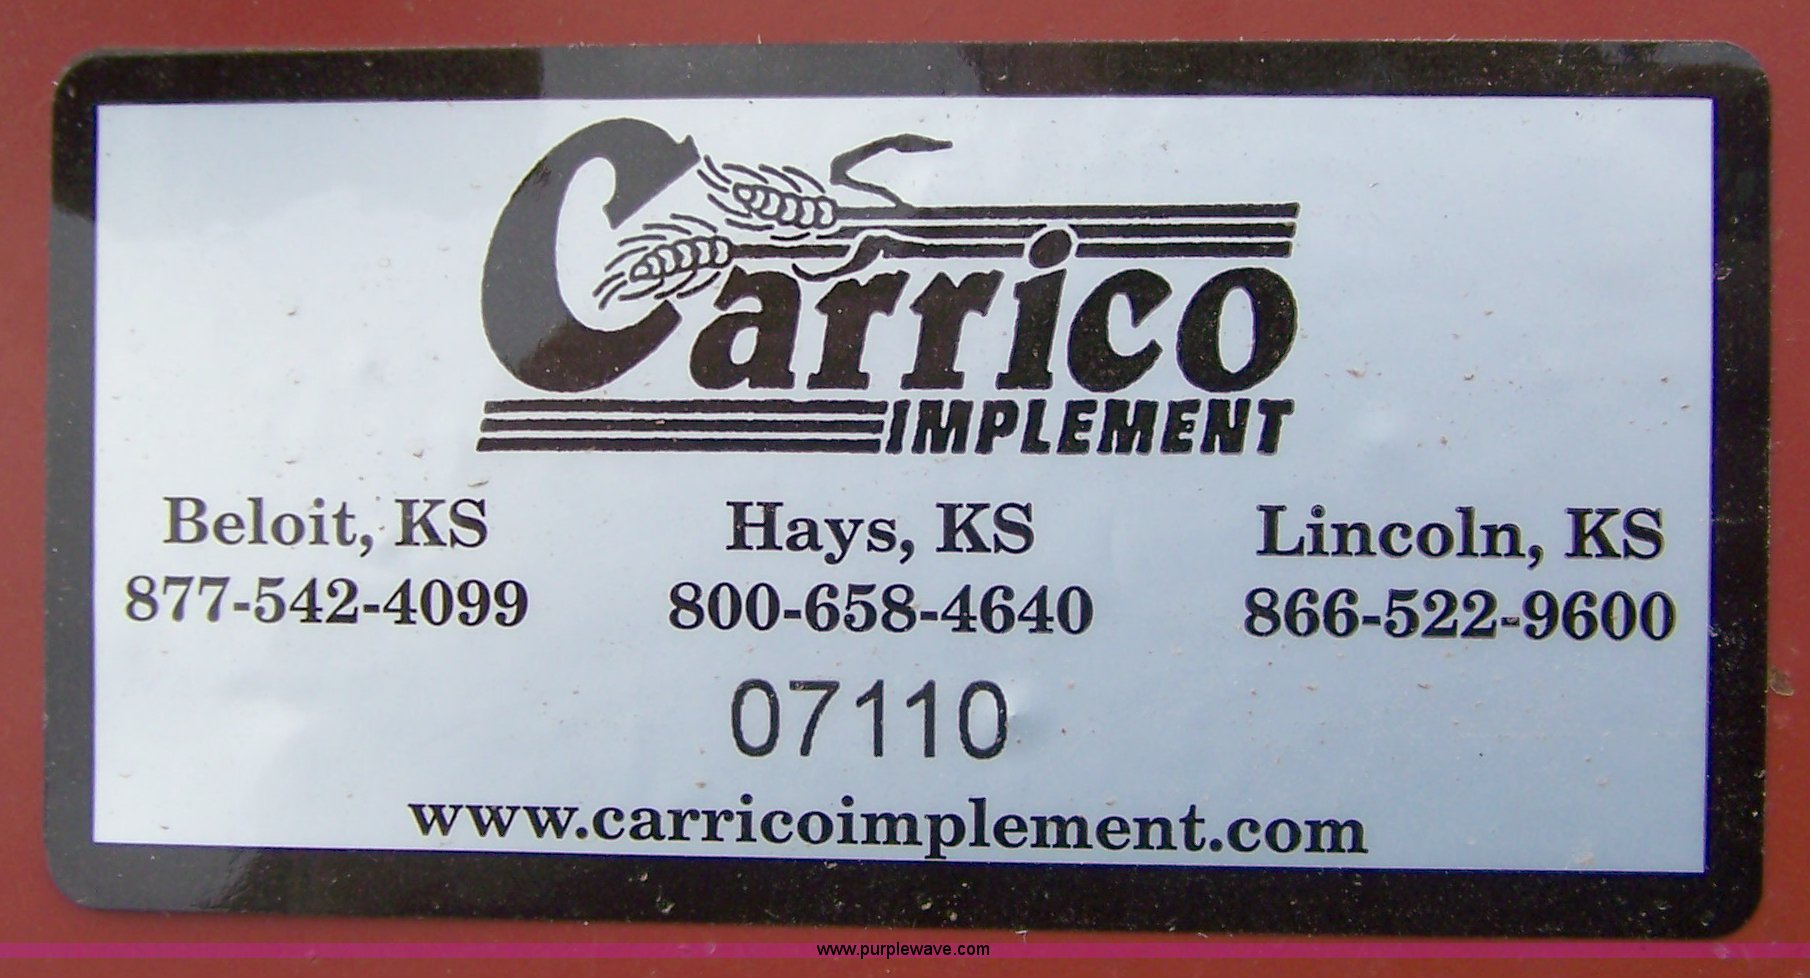 Carrico
IMPLEMENT
Beloit, KS Hays, KS Lincoln, KS
877-542-4099 800-658-4640 866-522-9600
07110
www.carricoimplement.com
www.purplewave.com